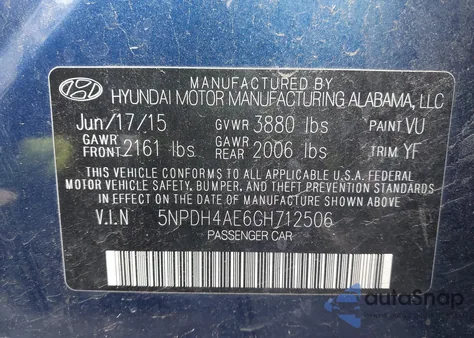 MANUFACTURED BY
HYUNDAI MOTOR MANUFACTURING ALABAMA, LLC
Jun/17/15 GVWR 3880 lbs PAINT VU
GAWR FRONT 2161 lbs GAWR REAR 2006 lbs TRIM YF
THIS VEHICLE CONFORMS TO ALL APPLICABLE U.S.A FEDERAL
MOTOR VEHICLE SAFETY, BUMPER, AND THEFT PREVENTION STANDARDS
IN EFFECT ON THE DATE OF MANUFACTURE SHOWN ABOVE
V.I.N 5NPDH4AE6GH712506
PASSENGER CAR
autoSnap